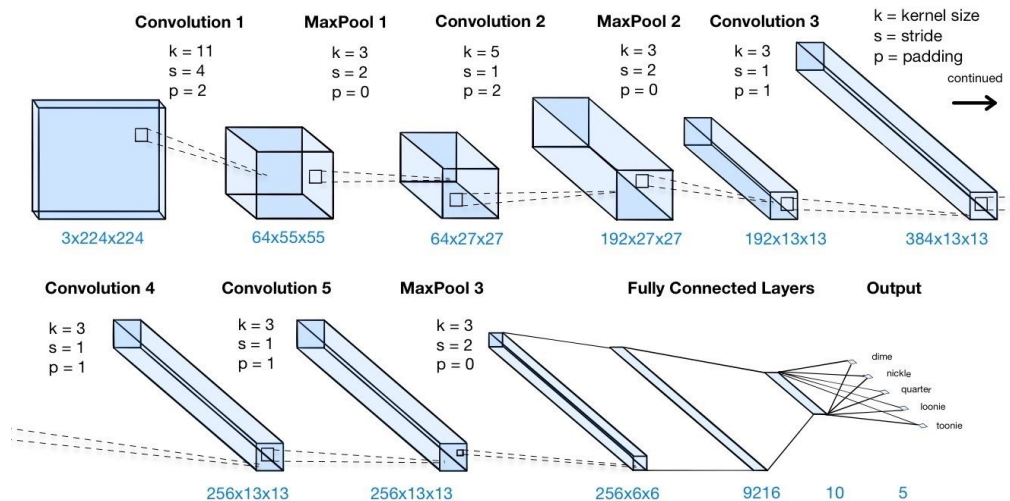 Convolution 1 MaxPool 1 Convolution 2 MaxPool 2 Convolution 3
k = 11 k = 3 k = 5 k = 3 k = 3
s = 4 s = 2 s = 1 s = 2 s = 1
p = 2 p = 0 p = 2 p = 0 p = 1
k = kernel size
s = stride
p = padding
continued
3x224x224 64x55x55 64x27x27 192x27x27 192x13x13 384x13x13
Convolution 4 Convolution 5 MaxPool 3 Fully Connected Layers Output
k = 3 k = 3 k = 3
s = 1 s = 1 s = 2
p = 1 p = 1 p = 0
dime
nickle
quarter
loonie
toonie
256x13x13 256x13x13 256x6x6 9216 10 5